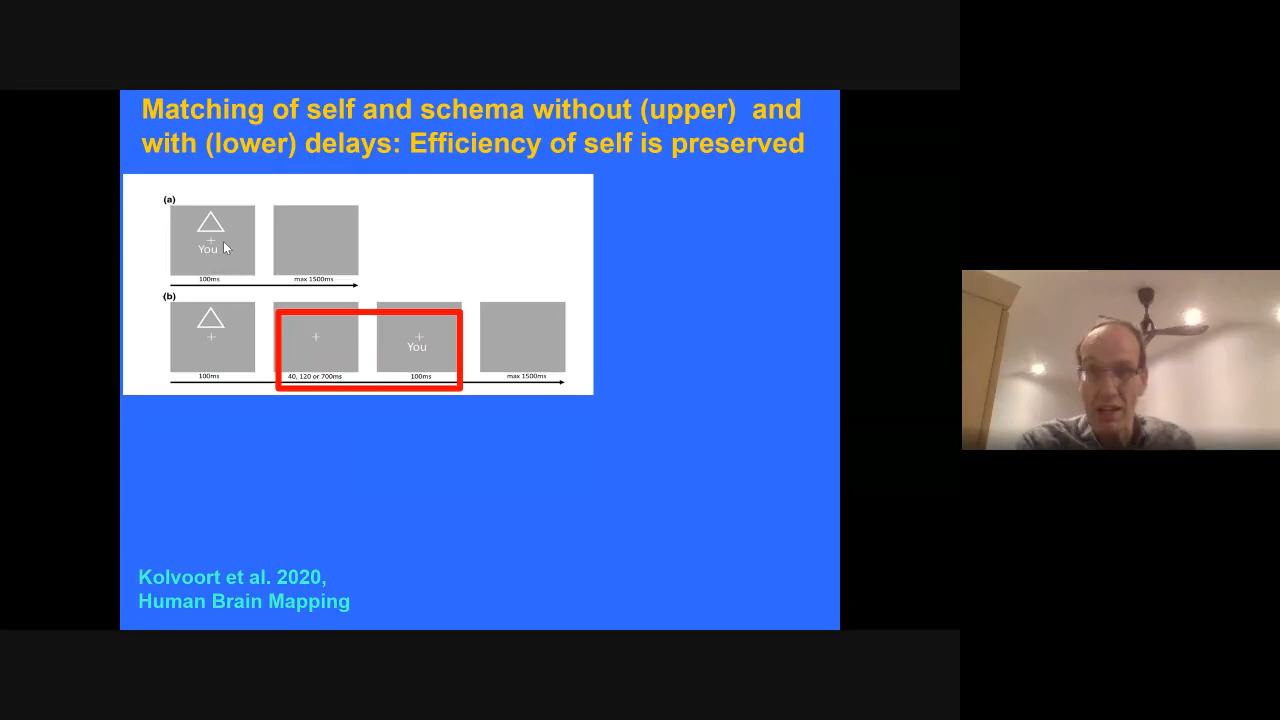 Matching of self and schema without (upper)  and
with (lower) delays: Efficiency of self is preserved
(a)
You
100ms
max 1500ms
(b)
You
100ms
40, 120 or 700ms
100ms
max 1500ms
Kolvoort et al. 2020,
Human Brain Mapping